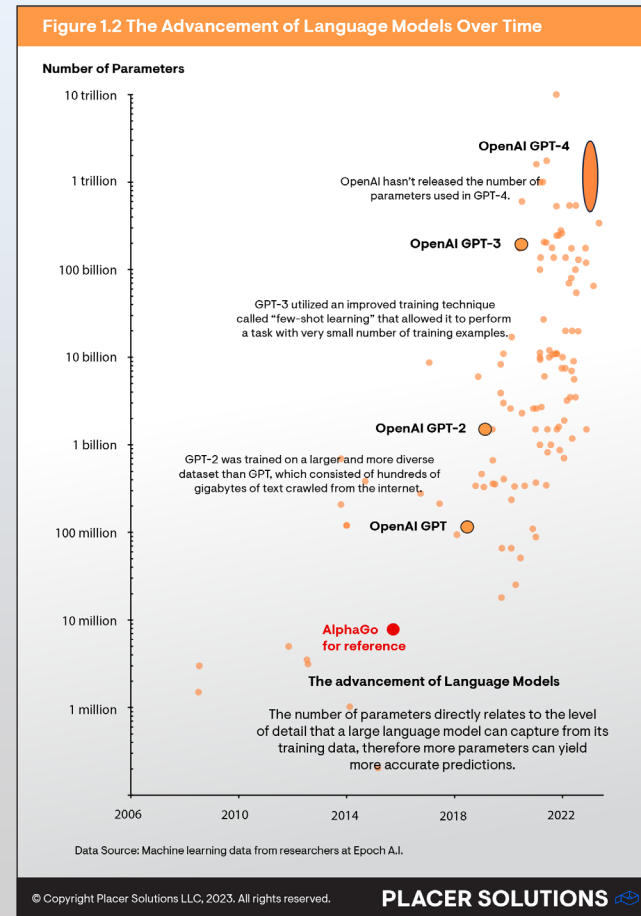 Figure 1.2 The Advancement of Language Models Over Time
Number of Parameters
10 trillion
OpenAI GPT-4
1 trillion
OpenAI hasn't released the number of
parameters used in GPT-4.
OpenAI GPT-3
100 billion
GPT-3 utilized an improved training technique
called “few-shot learning” that allowed it to perform
a task with very small number of training examples.
10 billion
OpenAI GPT-2
1 billion
GPT-2 was trained on a larger and more diverse
dataset than GPT, which consisted of hundreds of
gigabytes of text crawled from the internet.
OpenAI GPT
100 million
10 million
AlphaGo
for reference
The advancement of Language Models
1 million
The number of parameters directly relates to the level
of detail that a large language model can capture from its
training data, therefore more parameters can yield
more accurate predictions.
2006 2010 2014 2018 2022
Data Source: Machine learning data from researchers at Epoch A.I.
© Copyright Placer Solutions LLC, 2023. All rights reserved.
PLACER SOLUTIONS